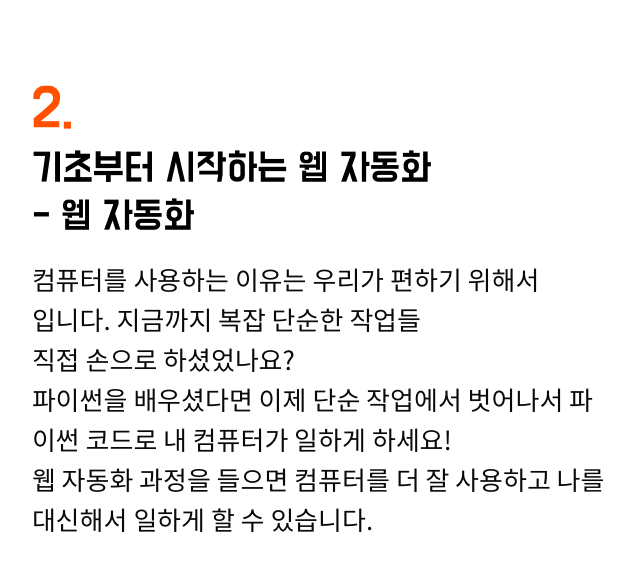 2.
기초부터 시작하는 웹 자동화
- 웹 자동화
컴퓨터를 사용하는 이유는 우리가 편하기 위해서
입니다. 지금까지 복잡 단순한 작업들
직접 손으로 하셨었나요?
파이썬을 배우셨다면 이제 단순 작업에서 벗어나서 파
이썬 코드로 내 컴퓨터가 일하게 하세요!
웹 자동화 과정을 들으면 컴퓨터를 더 잘 사용하고 나를
대신해서 일하게 할 수 있습니다.